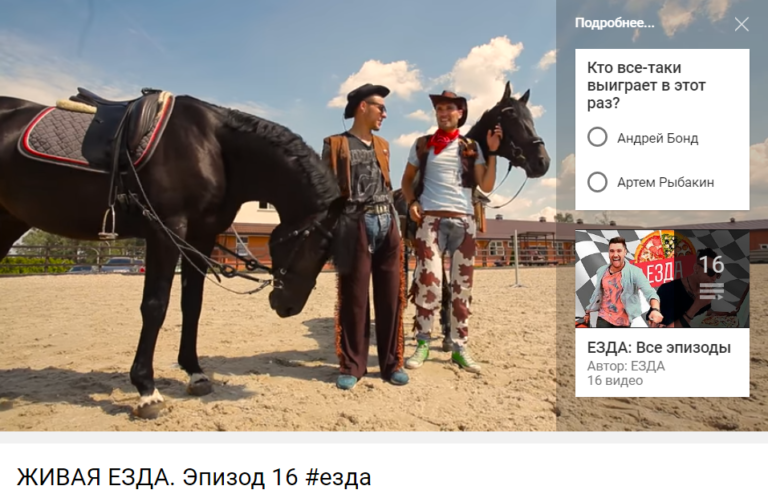 Подробнее...
Кто все-таки
выиграет в этот
раз?
Андрей Бонд
Артем Рыбакин
ЕЗДА
16
ЕЗДА: Все эпизоды
Автор: ЕЗДА
16 видео
ЖИВАЯ ЕЗДА. Эпизод 16 #езда